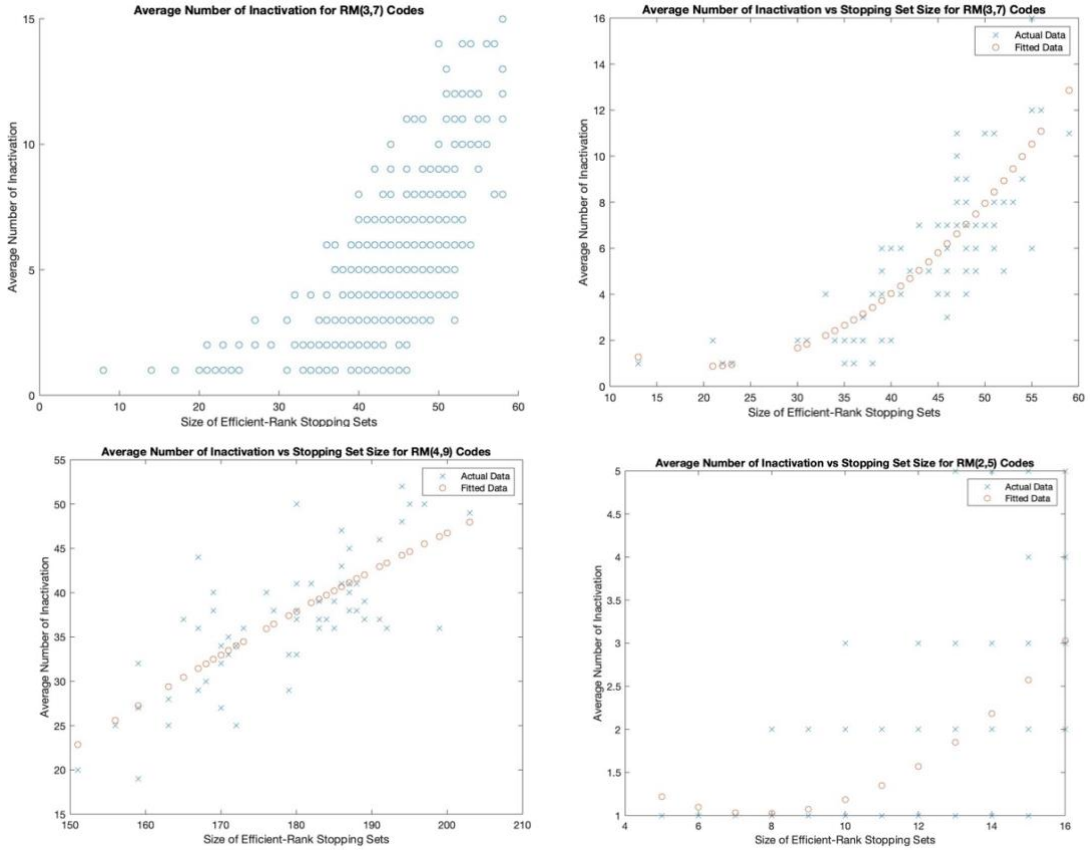 Average Number of Inactivation for RM(3,7) Codes
15
10
5
0
0 10 20 30 40 50 60
Average Number of Inactivation
Size of Efficient-Rank Stopping Sets
Average Number of Inactivation vs Stopping Set Size for RM(3,7) Codes
Actual Data
Fitted Data
16
14
12
10
8
6
4
2
0
10 15 20 25 30 35 40 45 50 55 60
Average Number of Inactivation
Size of Efficient-Rank Stopping Sets
Average Number of Inactivation vs Stopping Set Size for RM(4,9) Codes
Actual Data
Fitted Data
55
50
45
40
35
30
25
20
15
150 160 170 180 190 200 210
Average Number of Inactivation
Size of Efficient-Rank Stopping Sets
Average Number of Inactivation vs Stopping Set Size for RM(2,5) Codes
Actual Data
Fitted Data
5
4.5
4
3.5
3
2.5
2
1.5
1
4 6 8 10 12 14 16
Average Number of Inactivation
Size of Efficient-Rank Stopping Sets